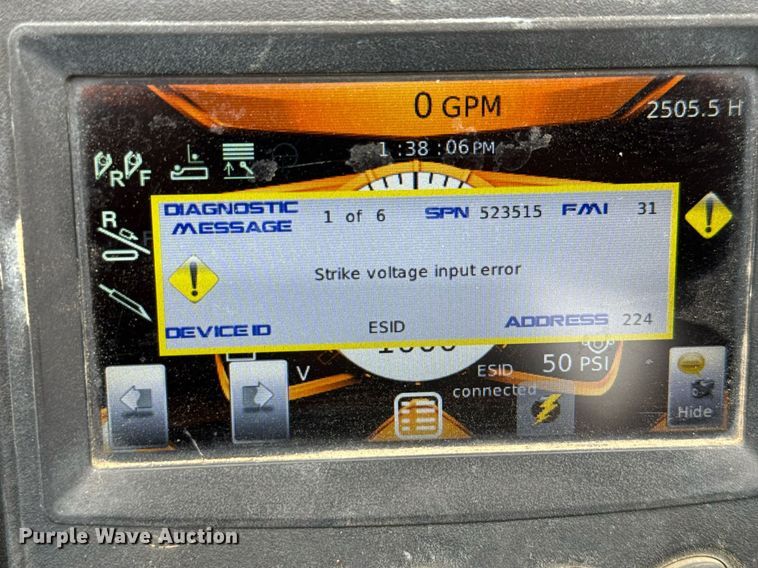 0 GPM
2505.5 H
1:38:06PM
R F
R
DIAGNOSTIC MESSAGE
1 of 6
SPN 523515
FMI 31
Strike voltage input error
DEVICE ID
ESID
ADDRESS 224
1000
V
ESID connected
50 PSI
Hide
Purple Wave Auction